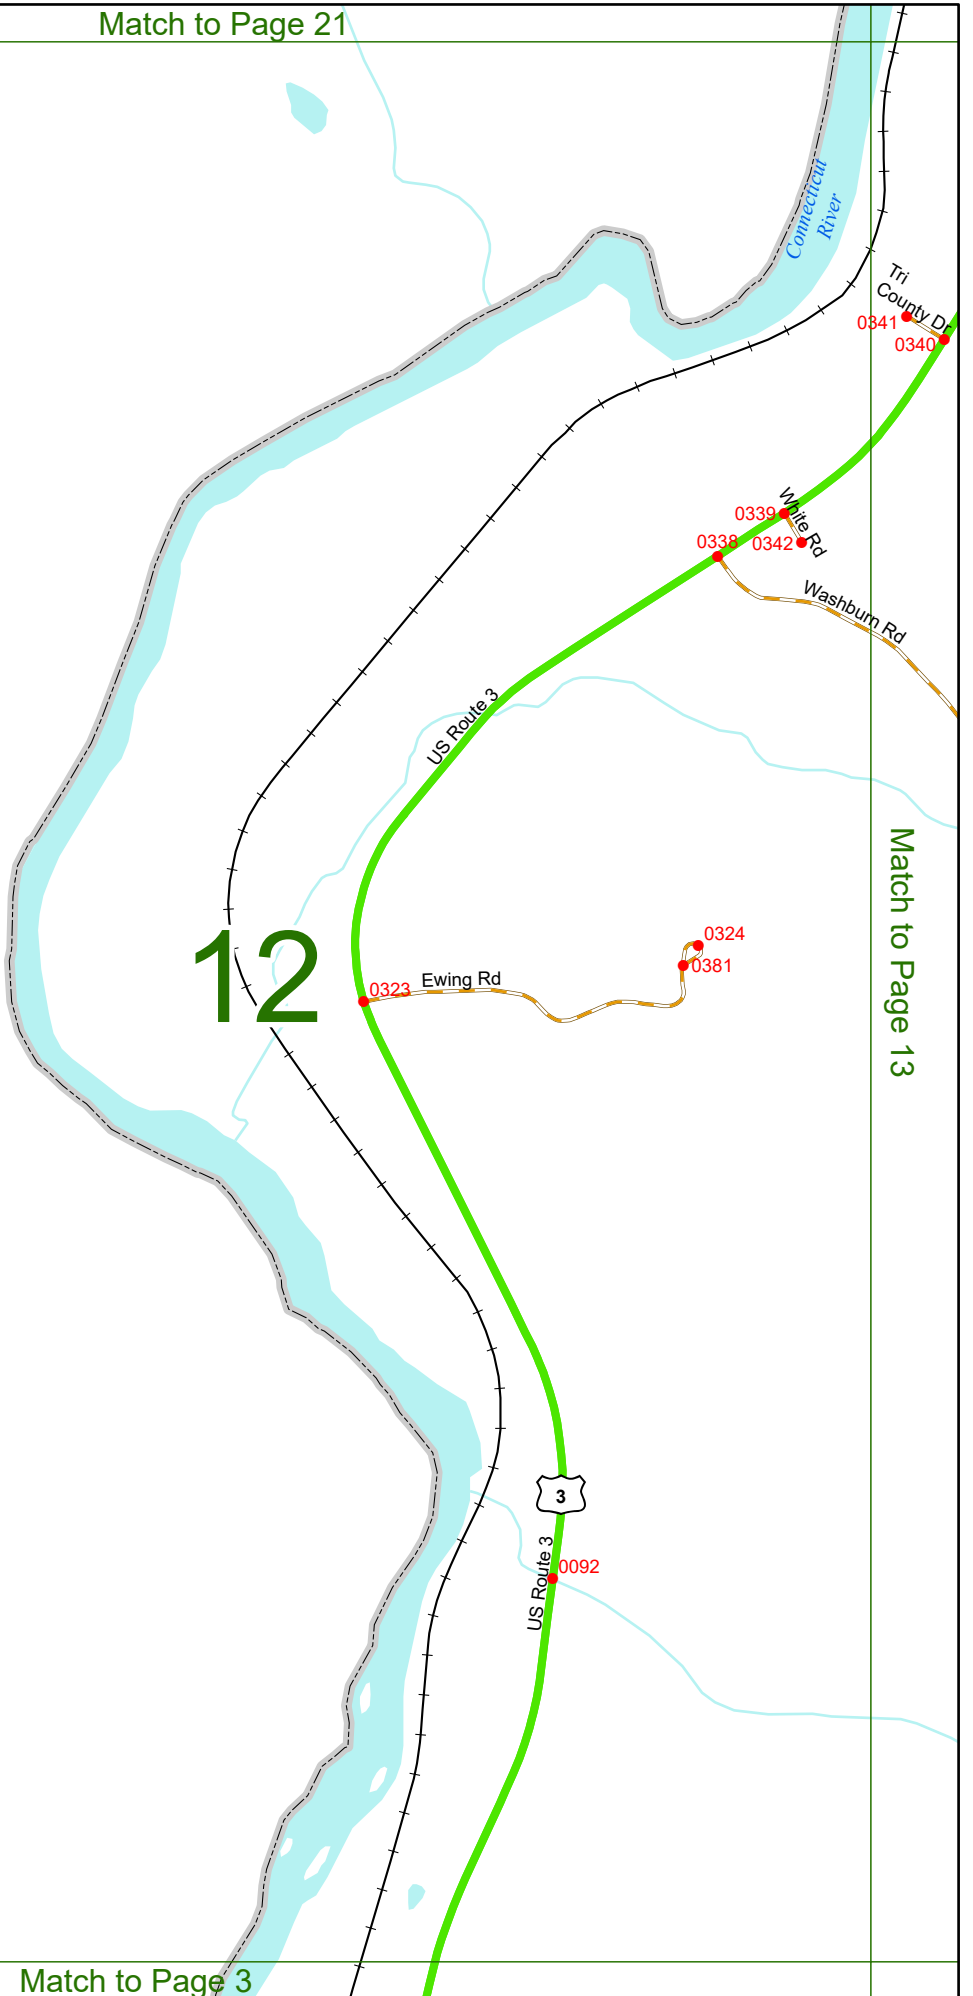 Match to Page 21
Connecticut
River
Tri
County Dr
0341
0340
White Rd
0339
0338
0342
Washburn Rd
US Route 3
Match to Page 13
0324
0381
12
Ewing Rd
0323
3
US Route 3
0092
Match to Page 3